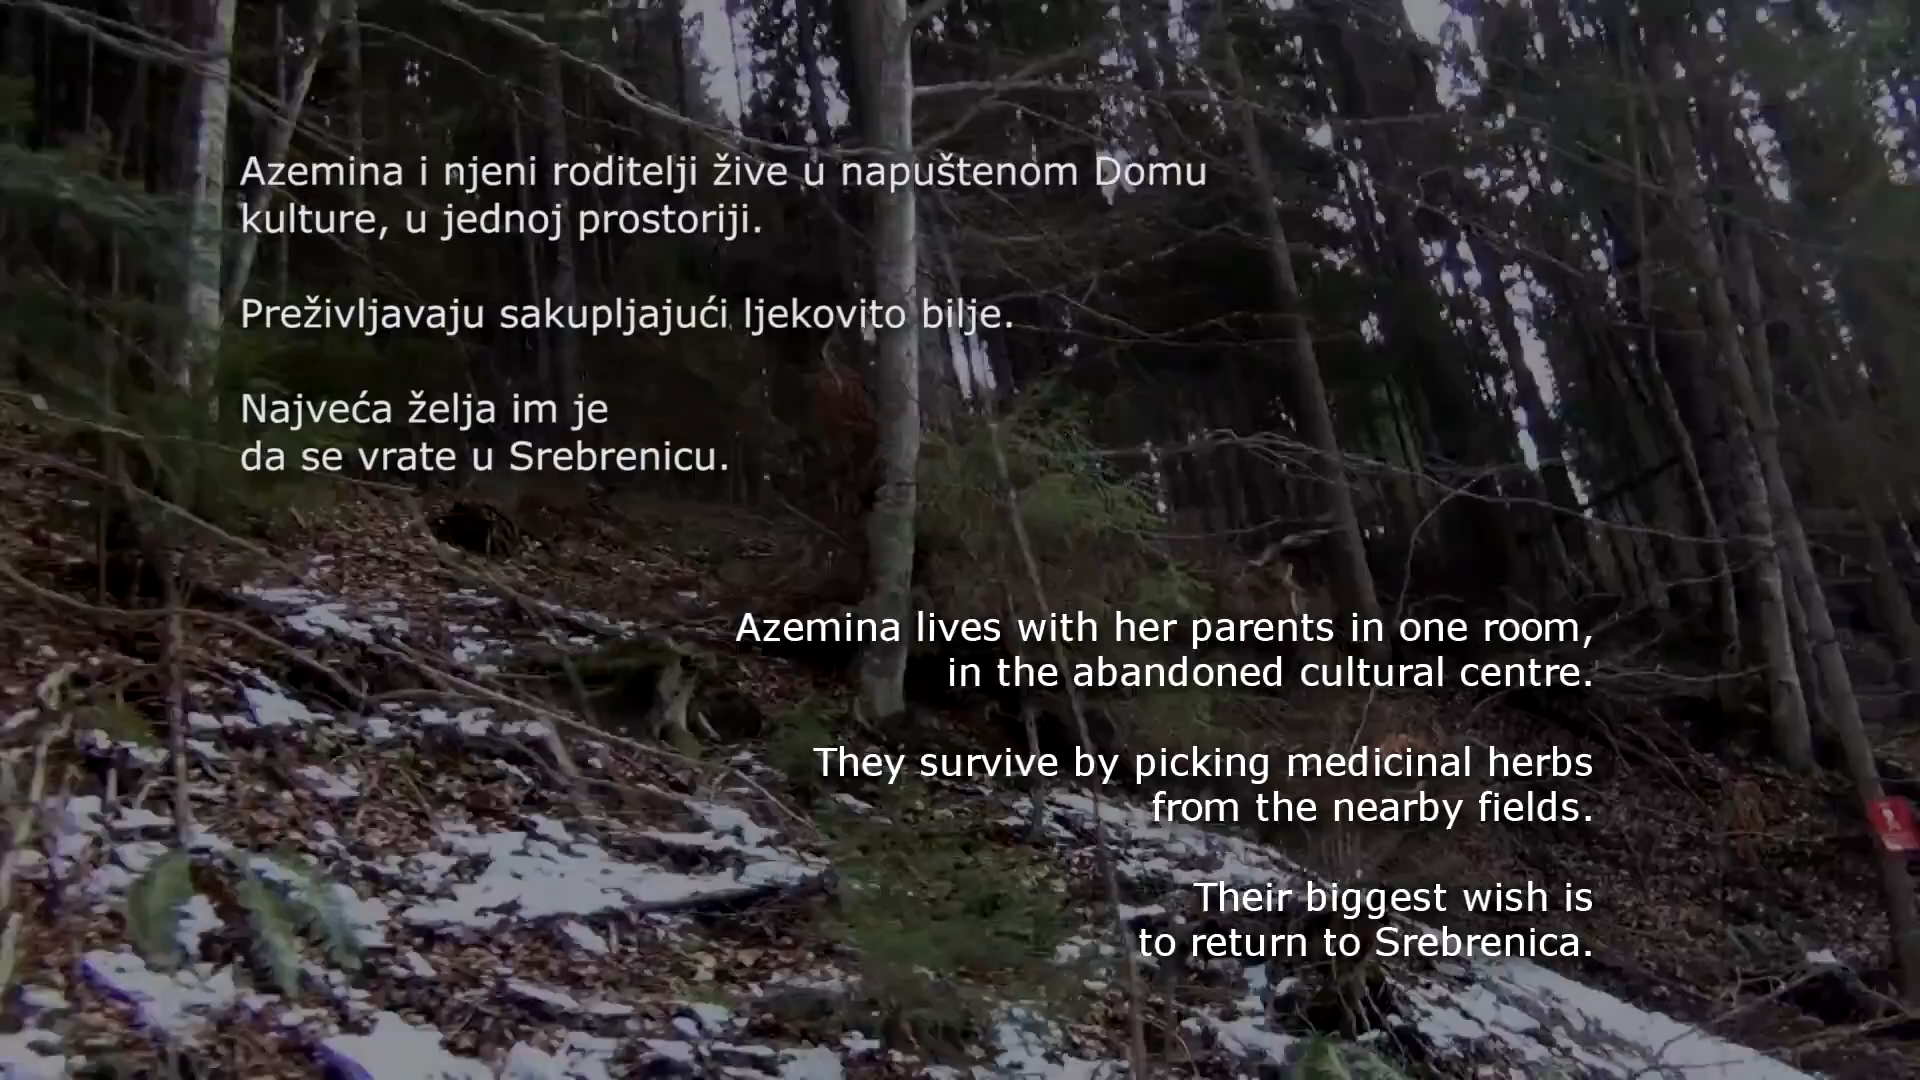 Azemina i njeni roditelji žive u napuštenom Domu
kulture, u jednoj prostoriji.
Preživljavaju sakupljajući ljekovito bilje.
Najveća želja im je
da se vrate u Srebrenicu.
Azemina lives with her parents in one room,
in the abandoned cultural centre.
They survive by picking medicinal herbs
from the nearby fields.
Their biggest wish is
to return to Srebrenica.